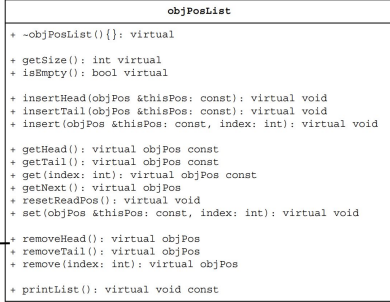 objPosList
+ ~objPosList(){}: virtual
+ getSize(): int virtual
+ isEmpty(): bool virtual
+ insertHead(objPos &thisPos: const): virtual void
+ insertTail(objPos &thisPos: const): virtual void
+ insert(objPos &thisPos: const, index: int): virtual void
+ getHead(): virtual objPos const
+ getTail(): virtual objPos const
+ get(index: int): virtual objPos const
+ getNext(): virtual objPos
+ resetReadPos(): virtual void
+ set(objPos &thisPos: const, index: int): virtual void
+ removeHead(): virtual objPos
+ removeTail(): virtual objPos
+ remove(index: int): virtual objPos
+ printList(): virtual void const